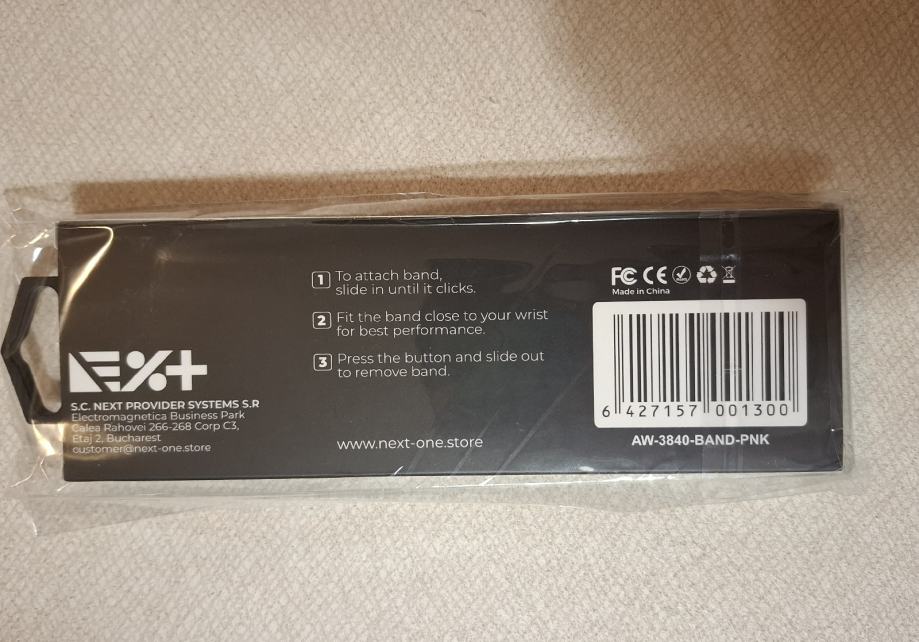 NEXT
S.C. NEXT PROVIDER SYSTEMS S.R
Electromagnetica Business Park
Calea Rahovei 266-268 Corp C3,
Etaj 2, Bucharest
oustomer@next-one.store
1 To attach band,
slide in until it clicks.
2 Fit the band close to your wrist
for best performance.
3 Press the button and slide out
to remove band.
www.next-one.store
FC CE
Made in China
6 427157 001300
AW-3840-BAND-PNK